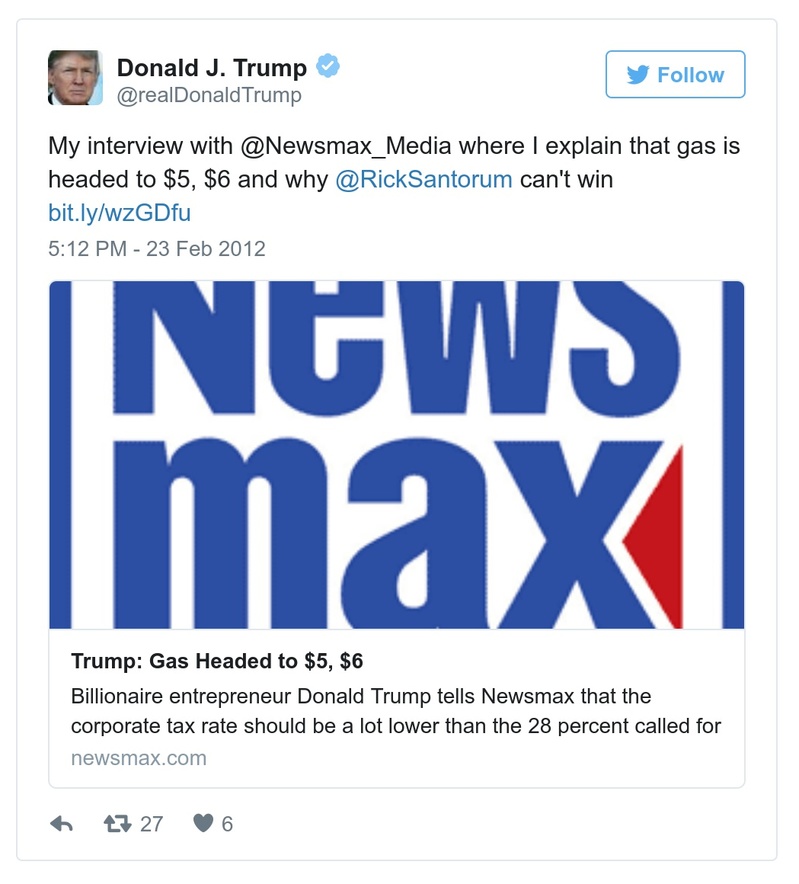 Donald J. Trump
@realDonaldTrump
Follow
My interview with @Newsmax_Media where I explain that gas is
headed to $5, $6 and why @RickSantorum can't win
bit.ly/wzGDfu
5:12 PM - 23 Feb 2012
News
max
Trump: Gas Headed to $5, $6
Billionaire entrepreneur Donald Trump tells Newsmax that the
corporate tax rate should be a lot lower than the 28 percent called for
newsmax.com
27 6